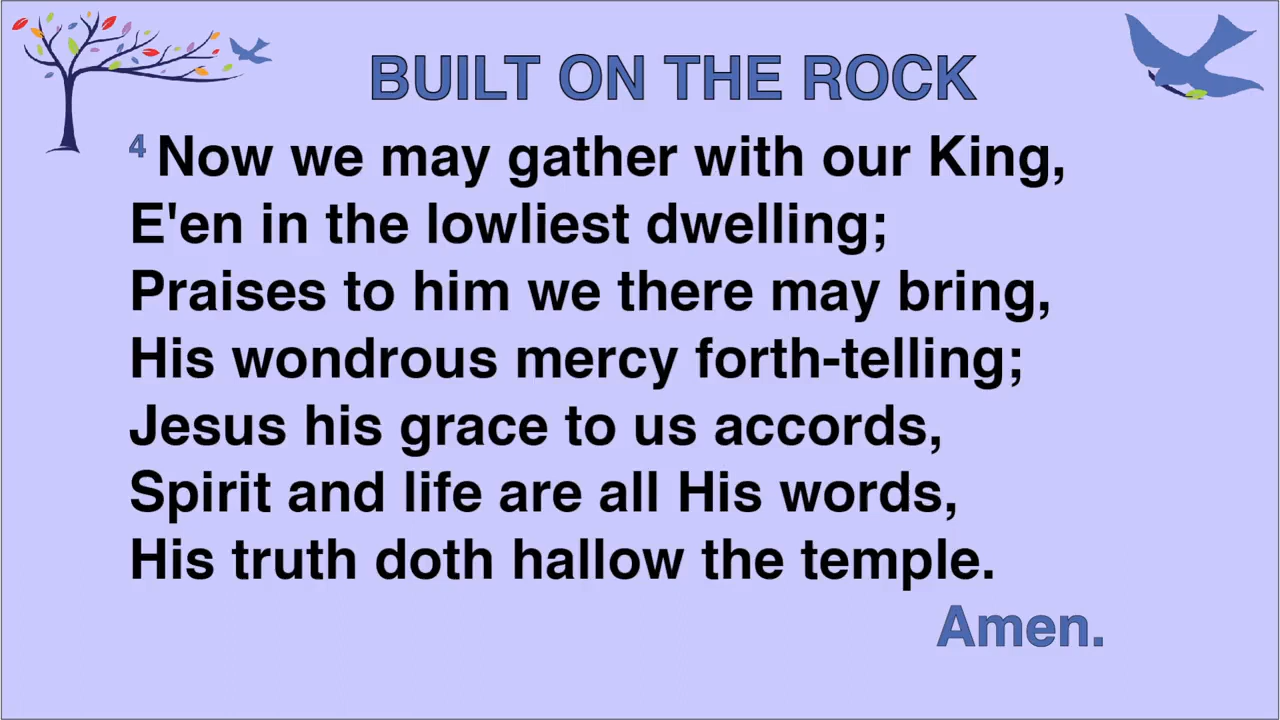 BUILT ON THE ROCK
4 Now we may gather with our King,
E'en in the lowliest dwelling;
Praises to him we there may bring,
His wondrous mercy forth-telling;
Jesus his grace to us accords,
Spirit and life are all His words,
His truth doth hallow the temple.
Amen.